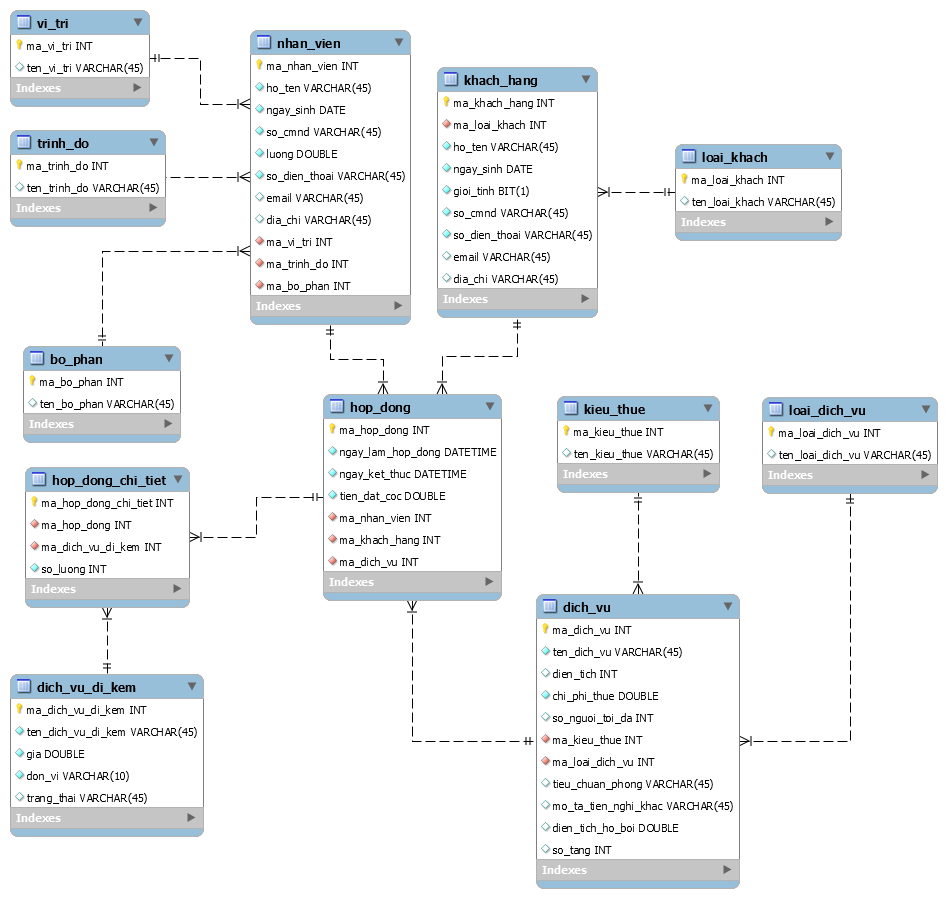 vi_tri
ma_vi_tri INT
ten_vi_tri VARCHAR(45)
Indexes
trinh_do
ma_trinh_do INT
ten_trinh_do VARCHAR(45)
Indexes
nhan_vien
ma_nhan_vien INT
ho_ten VARCHAR(45)
ngay_sinh DATE
so_cmnd VARCHAR(45)
luong DOUBLE
so_dien_thoai VARCHAR(45)
email VARCHAR(45)
dia_chi VARCHAR(45)
ma_vi_tri INT
ma_trinh_do INT
ma_bo_phan INT
Indexes
khach_hang
ma_khach_hang INT
ma_loai_khach INT
ho_ten VARCHAR(45)
ngay_sinh DATE
gioi_tinh BIT(1)
so_cmnd VARCHAR(45)
so_dien_thoai VARCHAR(45)
email VARCHAR(45)
dia_chi VARCHAR(45)
Indexes
loai_khach
ma_loai_khach INT
ten_loai_khach VARCHAR(45)
Indexes
bo_phan
ma_bo_phan INT
ten_bo_phan VARCHAR(45)
Indexes
hop_dong
ma_hop_dong INT
ngay_lam_hop_dong DATETIME
ngay_ket_thuc DATETIME
tien_dat_coc DOUBLE
ma_nhan_vien INT
ma_khach_hang INT
ma_dich_vu INT
Indexes
kieu_thue
ma_kieu_thue INT
ten_kieu_thue VARCHAR(45)
Indexes
loai_dich_vu
ma_loai_dich_vu INT
ten_loai_dich_vu VARCHAR(45)
Indexes
hop_dong_chi_tiet
ma_hop_dong_chi_tiet INT
ma_hop_dong INT
ma_dich_vu_di_kem INT
so_luong INT
Indexes
dich_vu
ma_dich_vu INT
ten_dich_vu VARCHAR(45)
dien_tich INT
chi_phi_thue DOUBLE
so_nguoi_toi_da INT
ma_kieu_thue INT
ma_loai_dich_vu INT
tieu_chuan_phong VARCHAR(45)
mo_ta_tien_nghi_khac VARCHAR(45)
dien_tich_ho_boi DOUBLE
so_tang INT
Indexes
dich_vu_di_kem
ma_dich_vu_di_kem INT
ten_dich_vu_di_kem VARCHAR(45)
gia DOUBLE
don_vi VARCHAR(10)
trang_thai VARCHAR(45)
Indexes